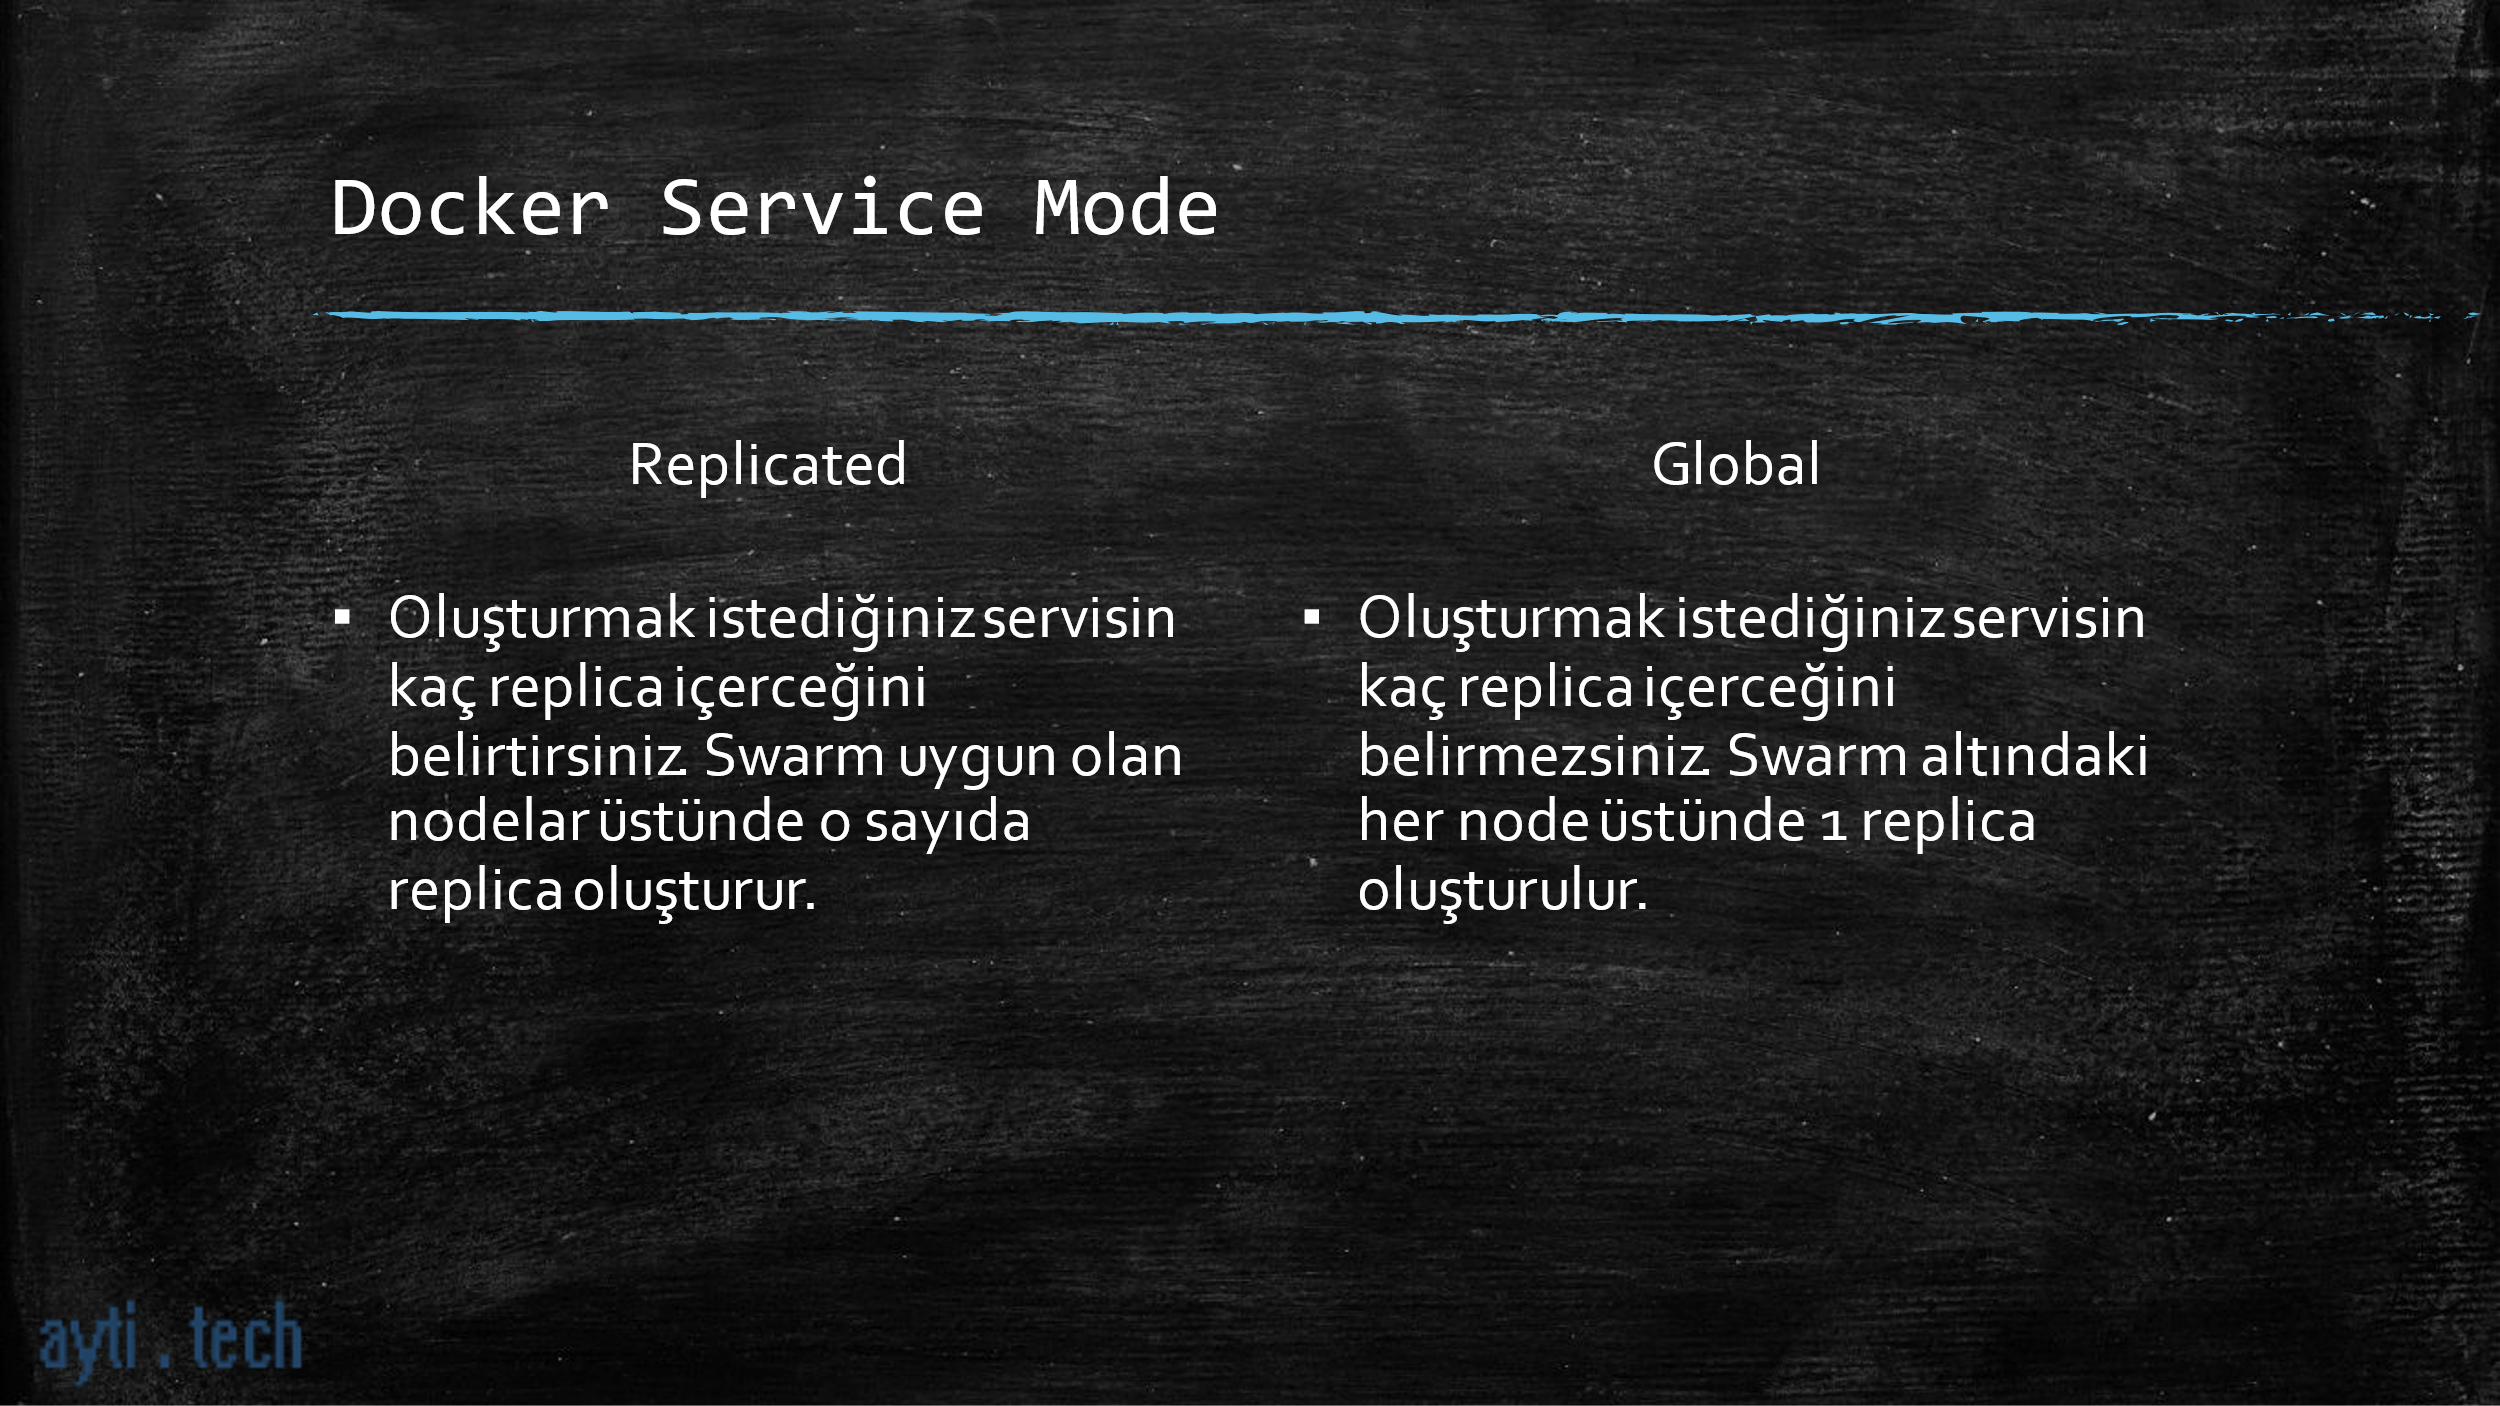 Docker Service Mode
Replicated
▪ Oluşturmak istediğiniz servisin
kaç replica içerceğini
belirtirsiniz. Swarm uygun olan
nodelar üstünde o sayıda
replica oluşturur.
Global
▪ Oluşturmak istediğiniz servisin
kaç replica içerceğini
belirmezsiniz. Swarm altındaki
her node üstünde 1 replica
oluşturulur.
ayti . tech